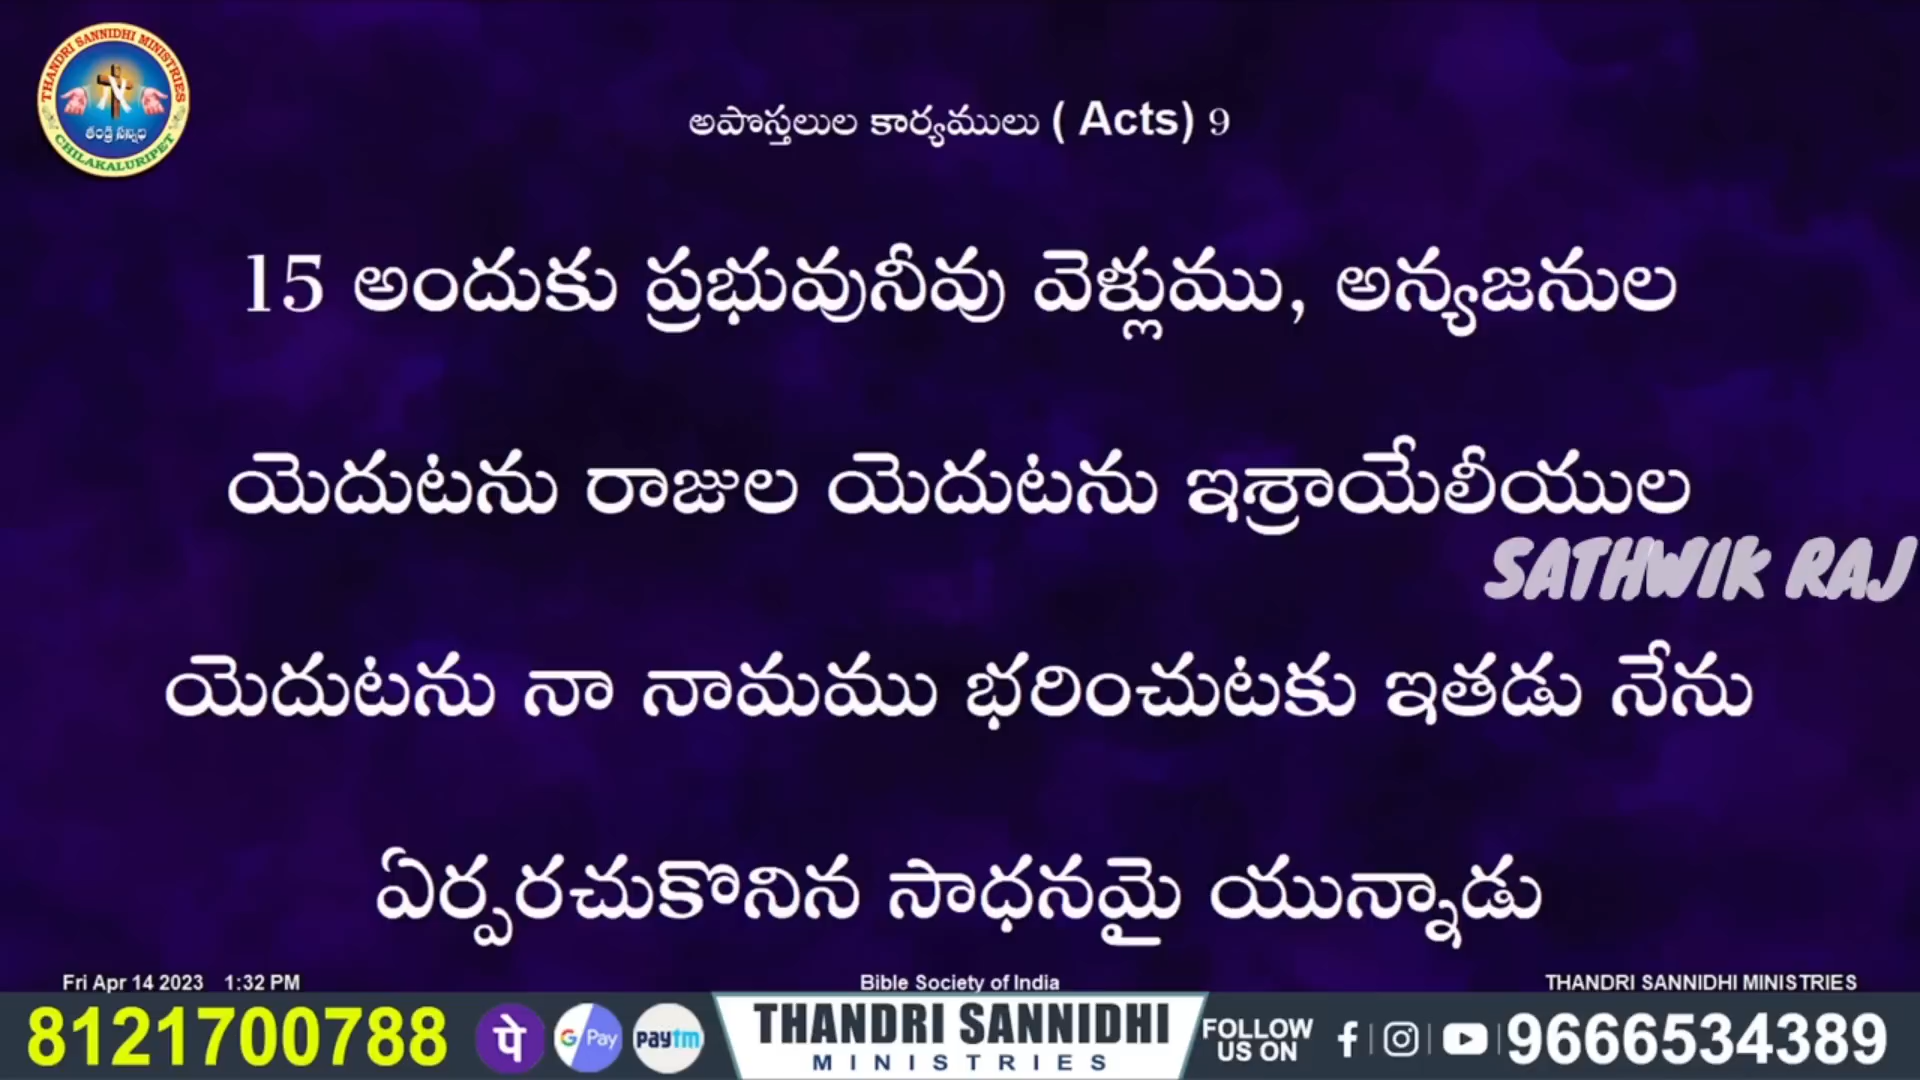 THANDRI SANNIDHI MINISTRIES
తండ్రి సన్నిధి
CHILAKALURIPET
అపొస్తలుల కార్యములు ( Acts) 9
15 అందుకు ప్రభువునీవు వెళ్లుము, అన్యజనుల
యెదుటను రాజుల యెదుటను ఇశ్రాయేలీయుల
SATHWIK RAJ
యెదుటను నా నామము భరించుటకు ఇతడు నేను
ఏర్పరచుకొనిన సాధనమై యున్నాడు
Fri Apr 14 2023 1:32 PM
Bible Society of India
THANDRI SANNIDHI MINISTRIES
8121700788
पे
G Pay
paytm
THANDRI SANNIDHI
MINISTRIES
FOLLOW
US ON
9666534389